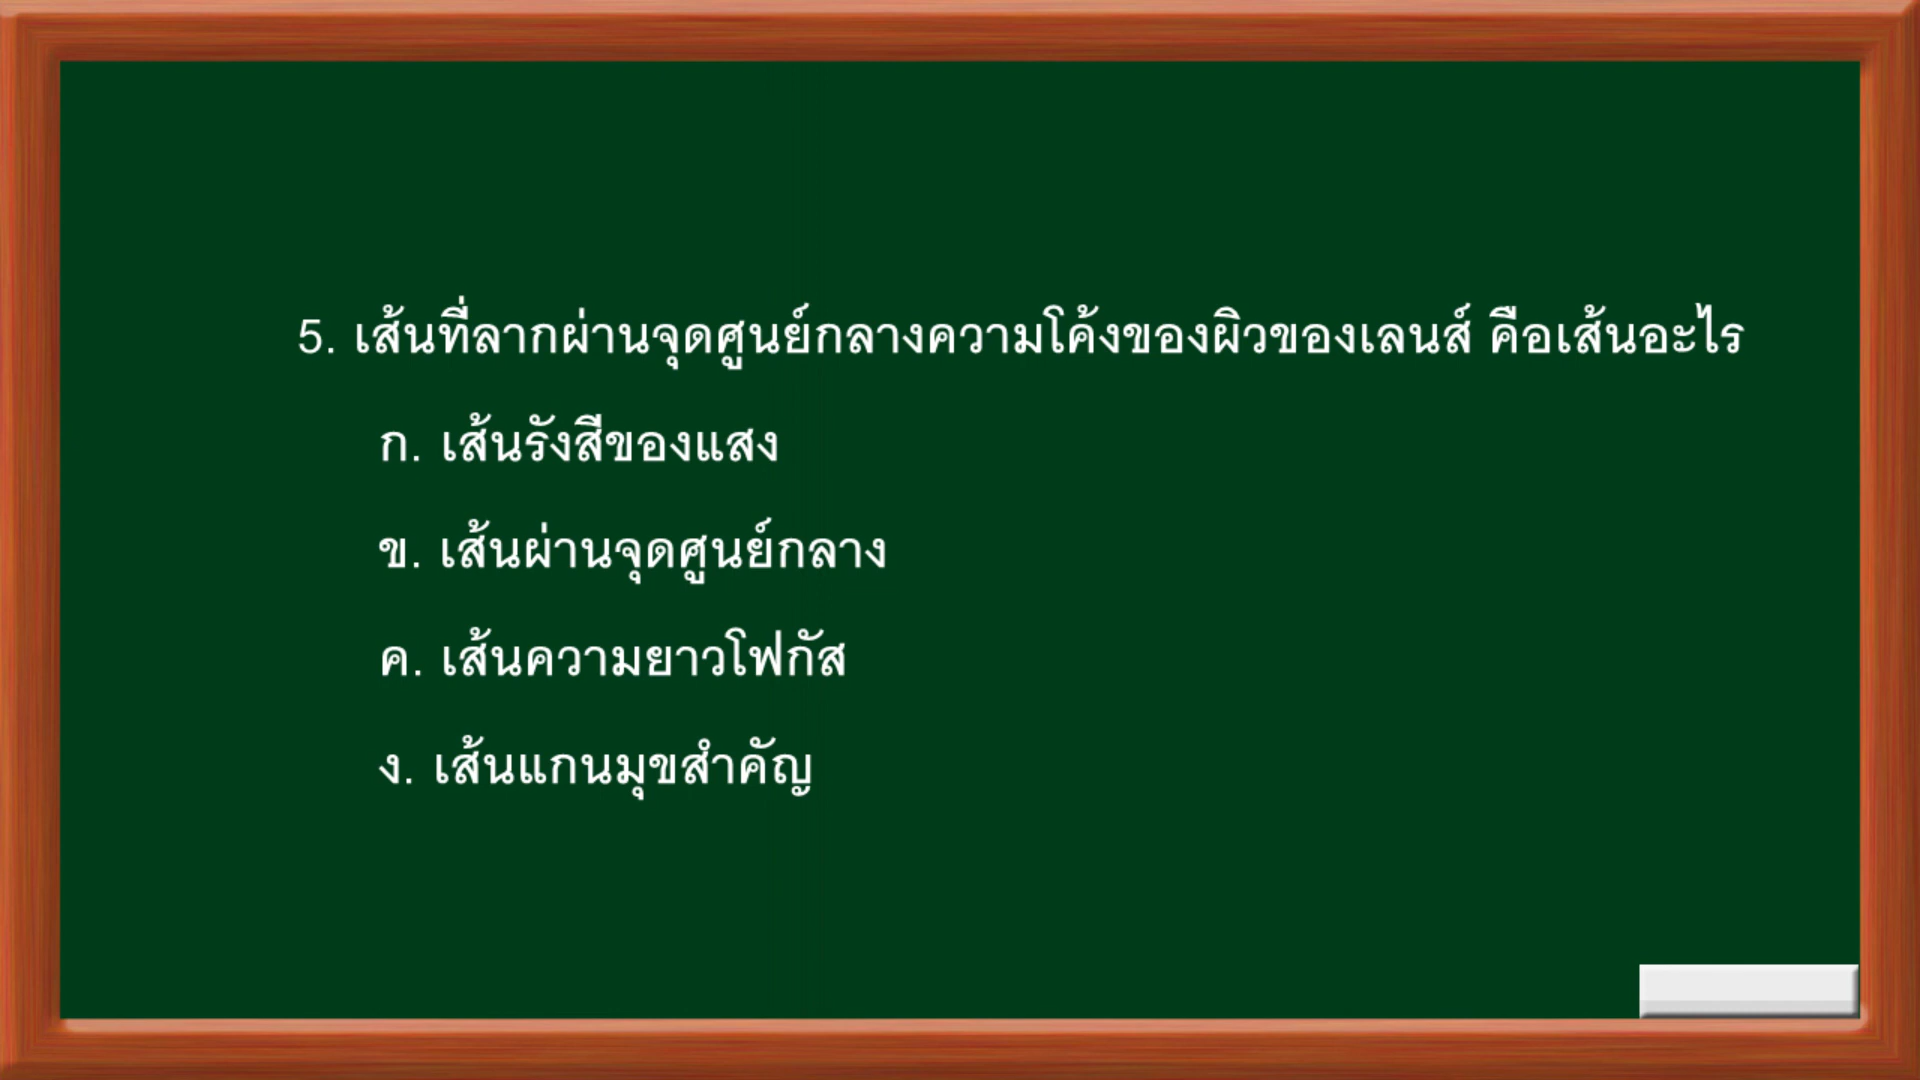 5. เส้นที่ลากผ่านจุดศูนย์กลางความโค้งของผิวของเลนส์ คือเส้นอะไร
ก. เส้นรังสีของแสง
ข. เส้นผ่านจุดศูนย์กลาง
ค. เส้นความยาวโฟกัส
ง. เส้นแกนมุขสำคัญ